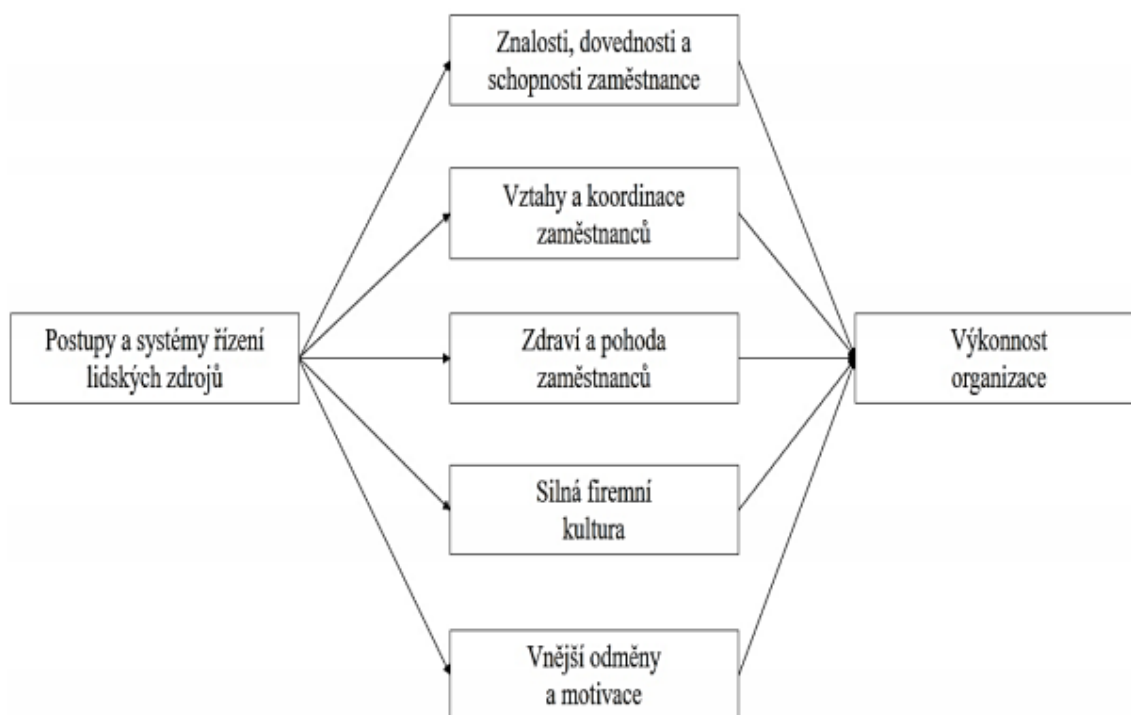 Znalosti, dovednosti a
schopnosti zaměstnance
Vztahy a koordinace
zaměstnanců
Postupy a systémy řízení
lidských zdrojů
Zdraví a pohoda
zaměstnanců
Výkonnost
organizace
Silná firemní
kultura
Vnější odměny
a motivace